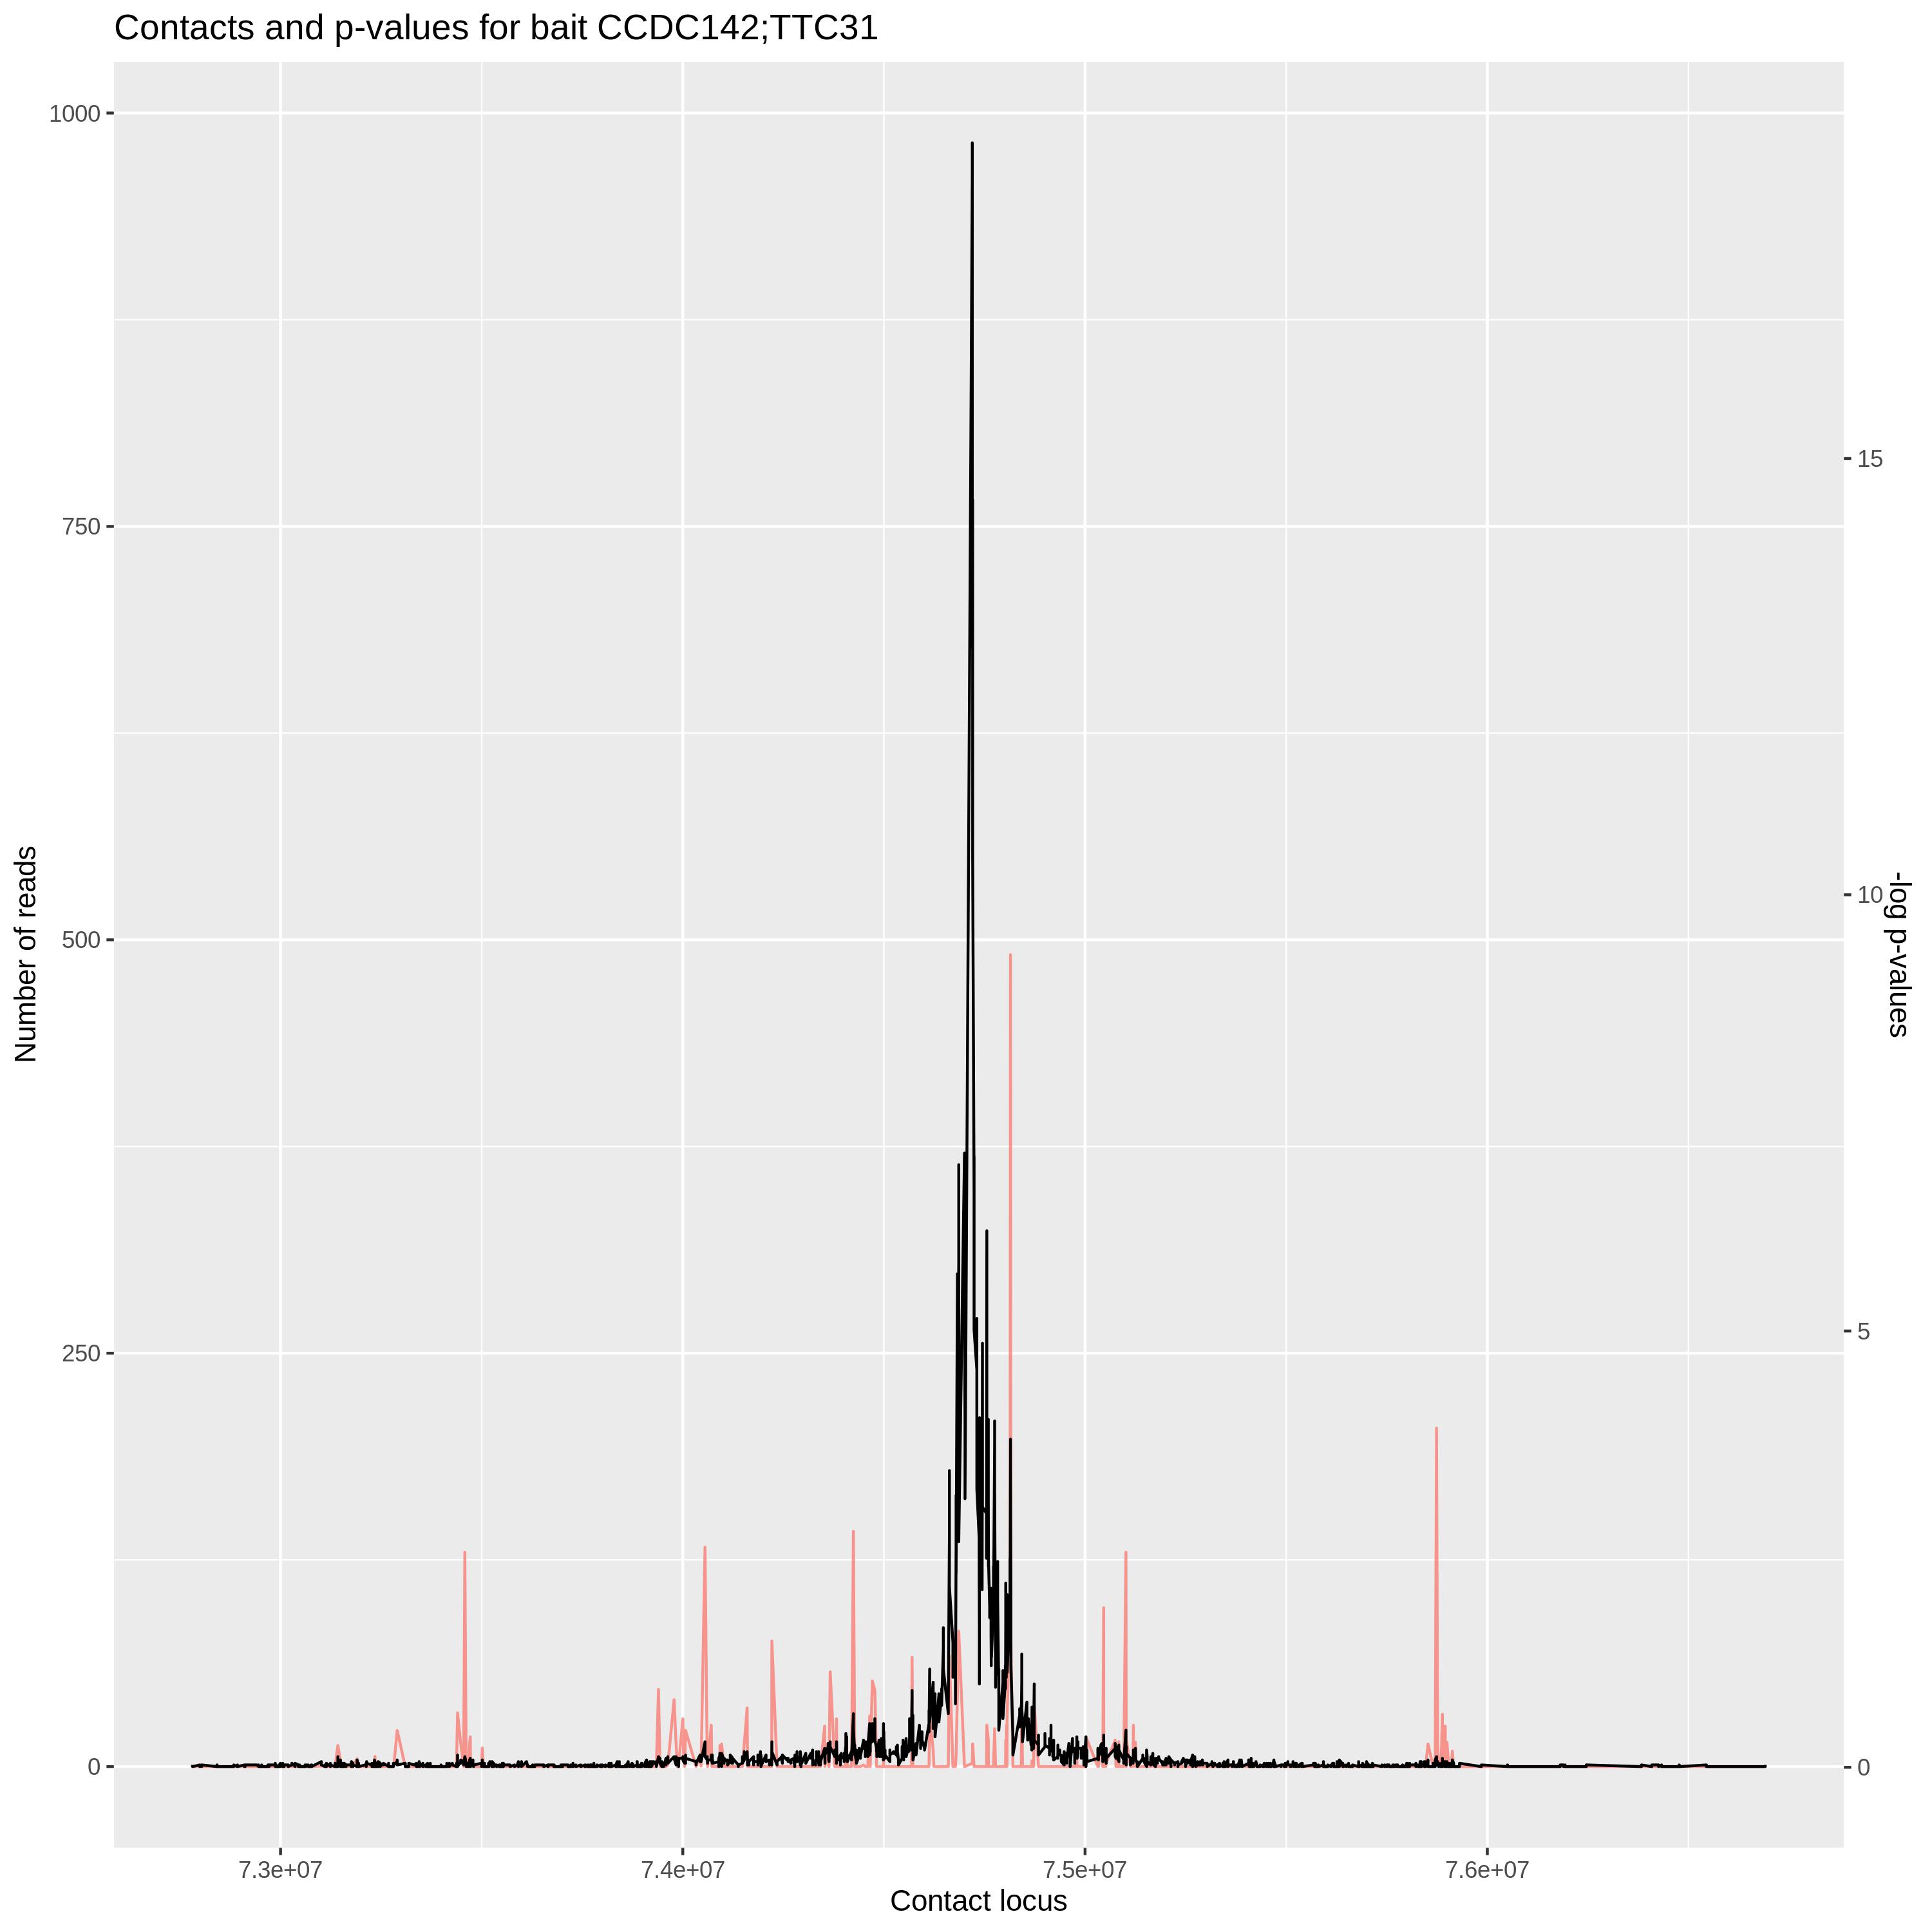 Contacts and p-values for bait CCDC142;TTC31
1000
750
500
250
0
Number of reads
15
10
5
0
-log p-values
7.3e+07
7.4e+07
7.5e+07
7.6e+07
Contact locus